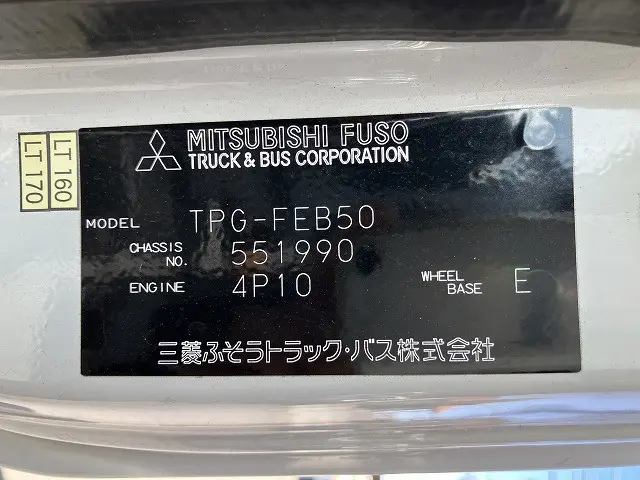 LT 160
LT 170
MITSUBISHI FUSO
TRUCK & BUS CORPORATION
MODEL TPG-FEB50
CHASSIS NO. 551990
ENGINE 4P10 WHEEL BASE E
三菱ふそうトラック・バス株式会社